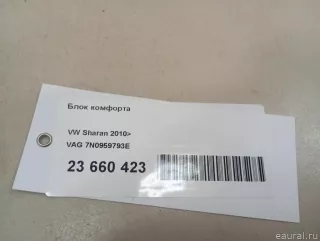 Блок комфорта
VW Sharan 2010>
VAG 7N0959793E
23 660 423
eaural.ru©